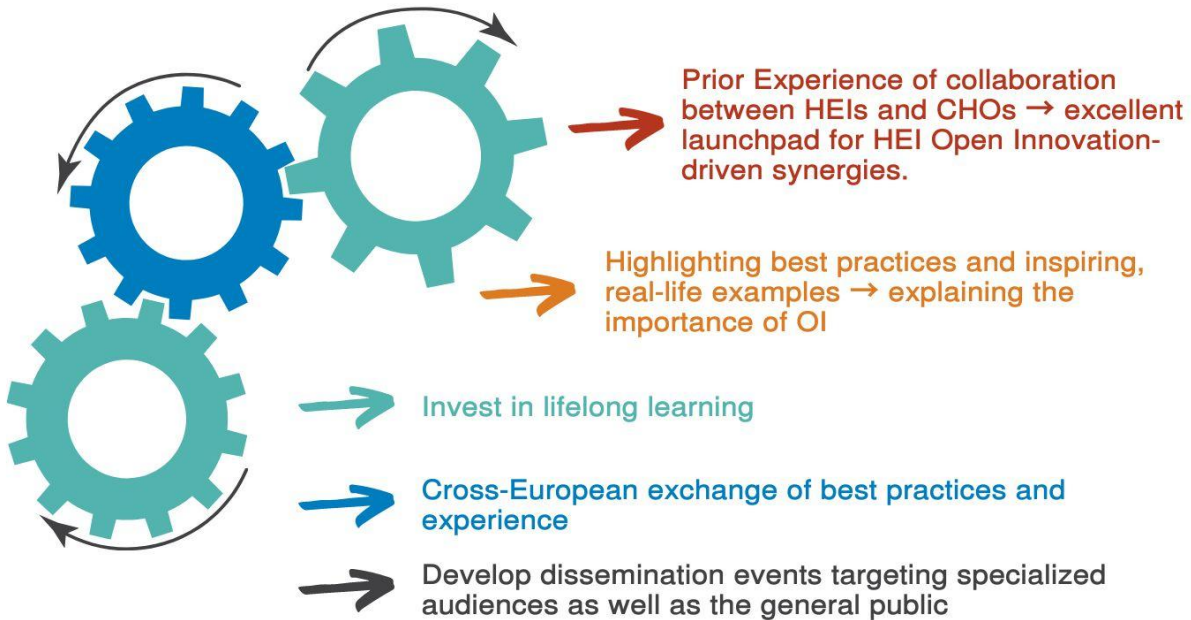 Prior Experience of collaboration
between HEIs and CHOs → excellent
launchpad for HEI Open Innovation-
driven synergies.
Highlighting best practices and inspiring,
real-life examples → explaining the
importance of OI
Invest in lifelong learning
Cross-European exchange of best practices and
experience
Develop dissemination events targeting specialized
audiences as well as the general public